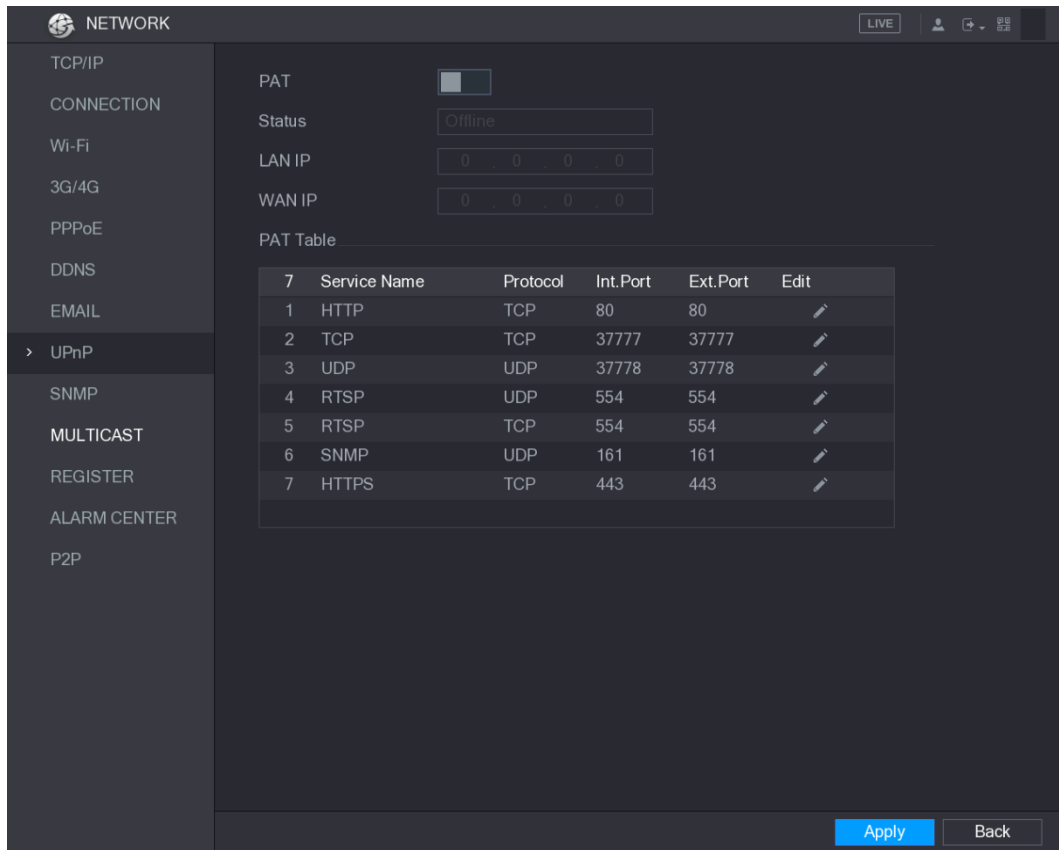 NETWORK
LIVE
TCP/IP
CONNECTION
Wi-Fi
3G/4G
PPPoE
DDNS
EMAIL
> UPnP
SNMP
MULTICAST
REGISTER
ALARM CENTER
P2P
PAT
Status Offline
LAN IP 0 . 0 . 0 . 0
WAN IP 0 . 0 . 0 . 0
PAT Table
7 Service Name Protocol Int.Port Ext.Port Edit
1 HTTP TCP 80 80
2 TCP TCP 37777 37777
3 UDP UDP 37778 37778
4 RTSP UDP 554 554
5 RTSP TCP 554 554
6 SNMP UDP 161 161
7 HTTPS TCP 443 443
Apply Back